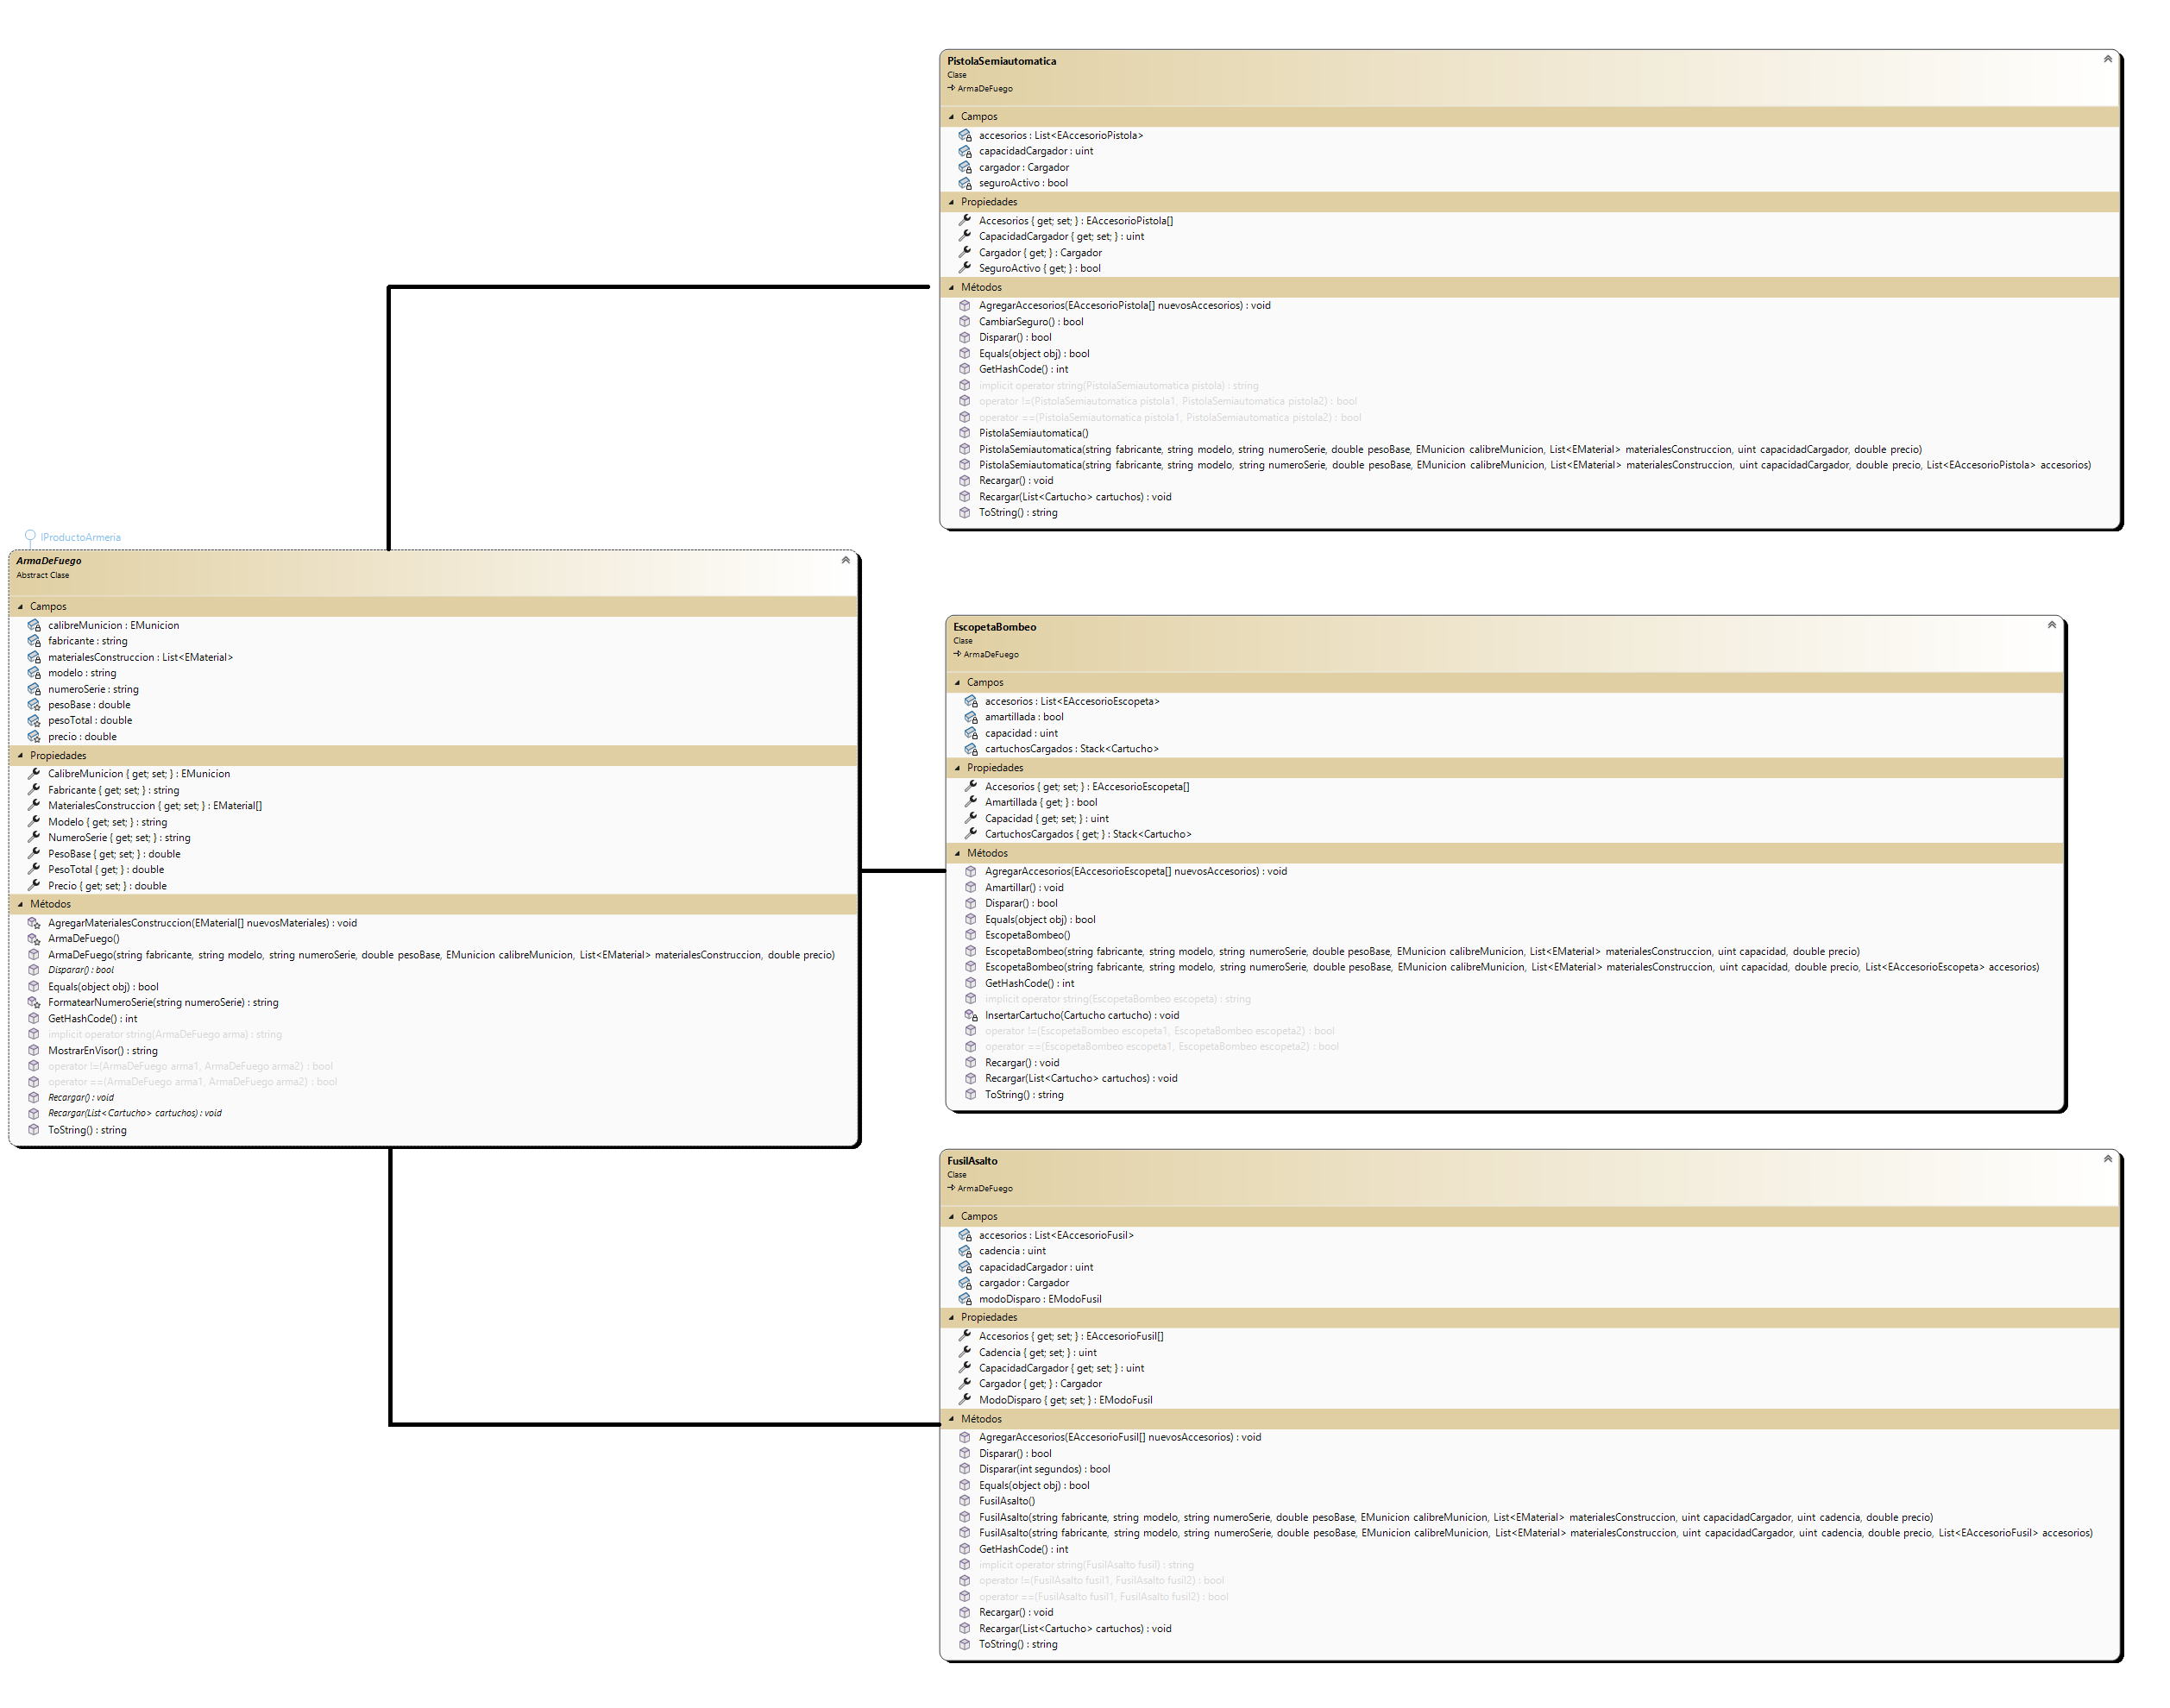 PistolaSemiautomatica
Clase
ArmaDeFuego
Campos
accesorios : List<EAccesorioPistola>
capacidadCargador : uint
cargador : Cargador
seguroActivo : bool
Propiedades
Accesorios { get; set; } : EAccesorioPistola[]
CapacidadCargador { get; set; } : uint
Cargador { get; } : Cargador
SeguroActivo { get; } : bool
Métodos
AgregarAccesorios(EAccesorioPistola[] nuevosAccesorios) : void
CambiarSeguro() : bool
Disparar() : bool
Equals(object obj) : bool
GetHashCode() : int
implicit operator string(PistolaSemiautomatica pistola) : string
operator !=(PistolaSemiautomatica pistola1, PistolaSemiautomatica pistola2) : bool
operator ==(PistolaSemiautomatica pistola1, PistolaSemiautomatica pistola2) : bool
PistolaSemiautomatica()
PistolaSemiautomatica(string fabricante, string modelo, string numeroSerie, double pesoBase, EMunicion calibreMunicion, List<EMaterial> materialesConstruccion, uint capacidadCargador, double precio)
PistolaSemiautomatica(string fabricante, string modelo, string numeroSerie, double pesoBase, EMunicion calibreMunicion, List<EMaterial> materialesConstruccion, uint capacidadCargador, double precio, List<EAccesorioPistola> accesorios)
Recargar() : void
Recargar(List<Cartucho> cartuchos) : void
ToString() : string
IProductoArmeria
ArmaDeFuego
Abstract Clase
Campos
calibreMunicion : EMunicion
fabricante : string
materialesConstruccion : List<EMaterial>
modelo : string
numeroSerie : string
pesoBase : double
pesoTotal : double
precio : double
Propiedades
CalibreMunicion { get; set; } : EMunicion
Fabricante { get; set; } : string
MaterialesConstruccion { get; set; } : EMaterial[]
Modelo { get; set; } : string
NumeroSerie { get; set; } : string
PesoBase { get; set; } : double
PesoTotal { get; } : double
Precio { get; set; } : double
Métodos
AgregarMaterialesConstruccion(EMaterial[] nuevosMateriales) : void
ArmaDeFuego()
ArmaDeFuego(string fabricante, string modelo, string numeroSerie, double pesoBase, EMunicion calibreMunicion, List<EMaterial> materialesConstruccion, double precio)
Disparar() : bool
Equals(object obj) : bool
FormatearNumeroSerie(string numeroSerie) : string
GetHashCode() : int
implicit operator string(ArmaDeFuego arma) : string
MostrarEnVisor() : string
operator !=(ArmaDeFuego arma1, ArmaDeFuego arma2) : bool
operator ==(ArmaDeFuego arma1, ArmaDeFuego arma2) : bool
Recargar() : void
Recargar(List<Cartucho> cartuchos) : void
ToString() : string
EscopetaBombeo
Clase
ArmaDeFuego
Campos
accesorios : List<EAccesorioEscopeta>
amartillada : bool
capacidad : uint
cartuchosCargados : Stack<Cartucho>
Propiedades
Accesorios { get; set; } : EAccesorioEscopeta[]
Amartillada { get; } : bool
Capacidad { get; set; } : uint
CartuchosCargados { get; } : Stack<Cartucho>
Métodos
AgregarAccesorios(EAccesorioEscopeta[] nuevosAccesorios) : void
Amartillar() : void
Disparar() : bool
Equals(object obj) : bool
EscopetaBombeo()
EscopetaBombeo(string fabricante, string modelo, string numeroSerie, double pesoBase, EMunicion calibreMunicion, List<EMaterial> materialesConstruccion, uint capacidad, double precio)
EscopetaBombeo(string fabricante, string modelo, string numeroSerie, double pesoBase, EMunicion calibreMunicion, List<EMaterial> materialesConstruccion, uint capacidad, double precio, List<EAccesorioEscopeta> accesorios)
GetHashCode() : int
implicit operator string(EscopetaBombeo escopeta) : string
InsertarCartucho(Cartucho cartucho) : void
operator !=(EscopetaBombeo escopeta1, EscopetaBombeo escopeta2) : bool
operator ==(EscopetaBombeo escopeta1, EscopetaBombeo escopeta2) : bool
Recargar() : void
Recargar(List<Cartucho> cartuchos) : void
ToString() : string
FusilAsalto
Clase
ArmaDeFuego
Campos
accesorios : List<EAccesorioFusil>
cadencia : uint
capacidadCargador : uint
cargador : Cargador
modoDisparo : EModoFusil
Propiedades
Accesorios { get; set; } : EAccesorioFusil[]
Cadencia { get; set; } : uint
CapacidadCargador { get; set; } : uint
Cargador { get; } : Cargador
ModoDisparo { get; set; } : EModoFusil
Métodos
AgregarAccesorios(EAccesorioFusil[] nuevosAccesorios) : void
Disparar() : bool
Disparar(int segundos) : bool
Equals(object obj) : bool
FusilAsalto()
FusilAsalto(string fabricante, string modelo, string numeroSerie, double pesoBase, EMunicion calibreMunicion, List<EMaterial> materialesConstruccion, uint capacidadCargador, uint cadencia, double precio)
FusilAsalto(string fabricante, string modelo, string numeroSerie, double pesoBase, EMunicion calibreMunicion, List<EMaterial> materialesConstruccion, uint capacidadCargador, uint cadencia, double precio, List<EAccesorioFusil> accesorios)
GetHashCode() : int
implicit operator string(FusilAsalto fusil) : string
operator !=(FusilAsalto fusil1, FusilAsalto fusil2) : bool
operator ==(FusilAsalto fusil1, FusilAsalto fusil2) : bool
Recargar() : void
Recargar(List<Cartucho> cartuchos) : void
ToString() : string